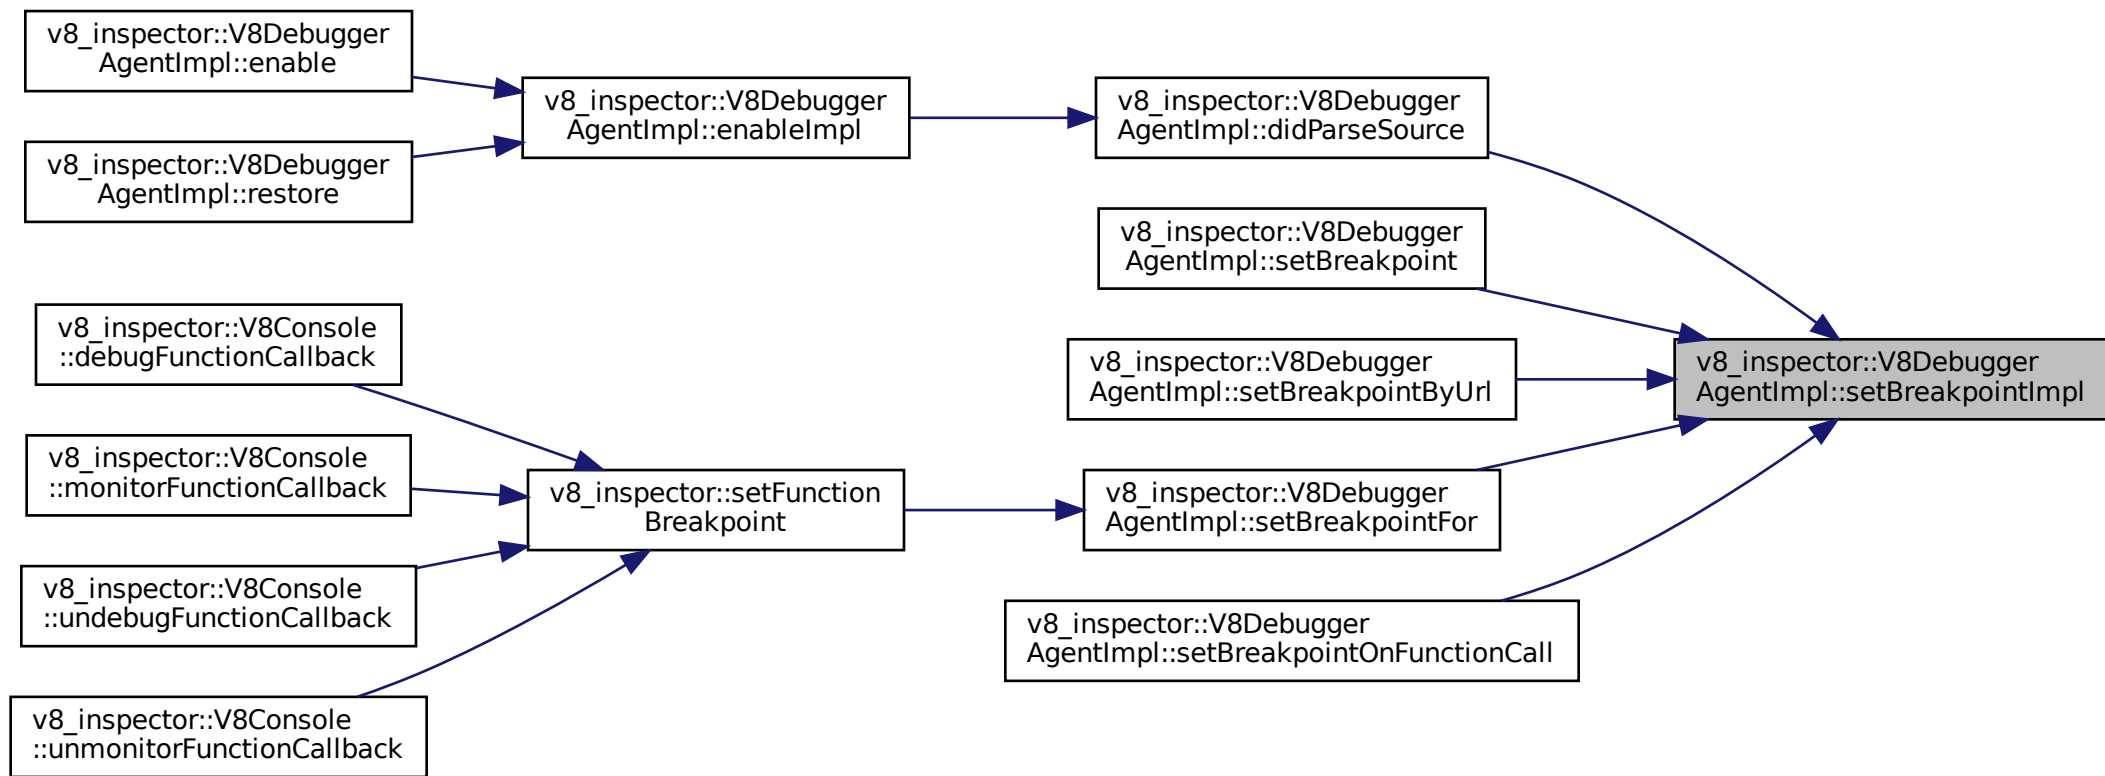 v8_inspector::V8Debugger
AgentImpl::enable
v8_inspector::V8Debugger
AgentImpl::restore
v8_inspector::V8Debugger
AgentImpl::enableImpl
v8_inspector::V8Debugger
AgentImpl::didParseSource
v8_inspector::V8Debugger
AgentImpl::setBreakpoint
v8_inspector::V8Debugger
AgentImpl::setBreakpointByUrl
v8_inspector::V8Debugger
AgentImpl::setBreakpointImpl
v8_inspector::V8Console
::debugFunctionCallback
v8_inspector::V8Console
::monitorFunctionCallback
v8_inspector::V8Console
::undebugFunctionCallback
v8_inspector::V8Console
::unmonitorFunctionCallback
v8_inspector::setFunction
Breakpoint
v8_inspector::V8Debugger
AgentImpl::setBreakpointFor
v8_inspector::V8Debugger
AgentImpl::setBreakpointOnFunctionCall